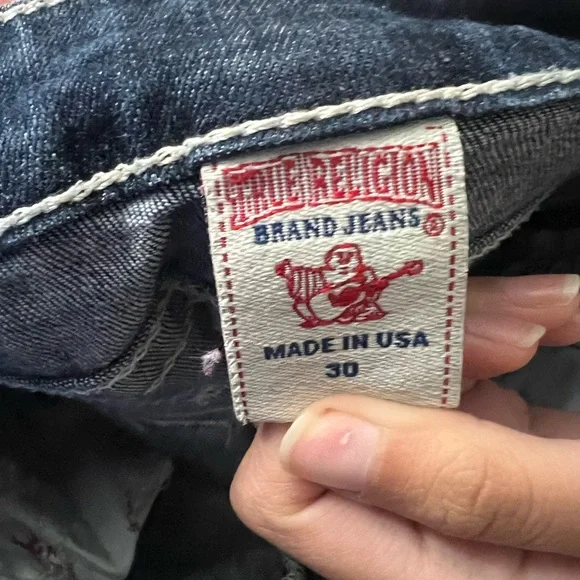 TRUE RELIGION
BRAND JEANS®
MADE IN USA
30